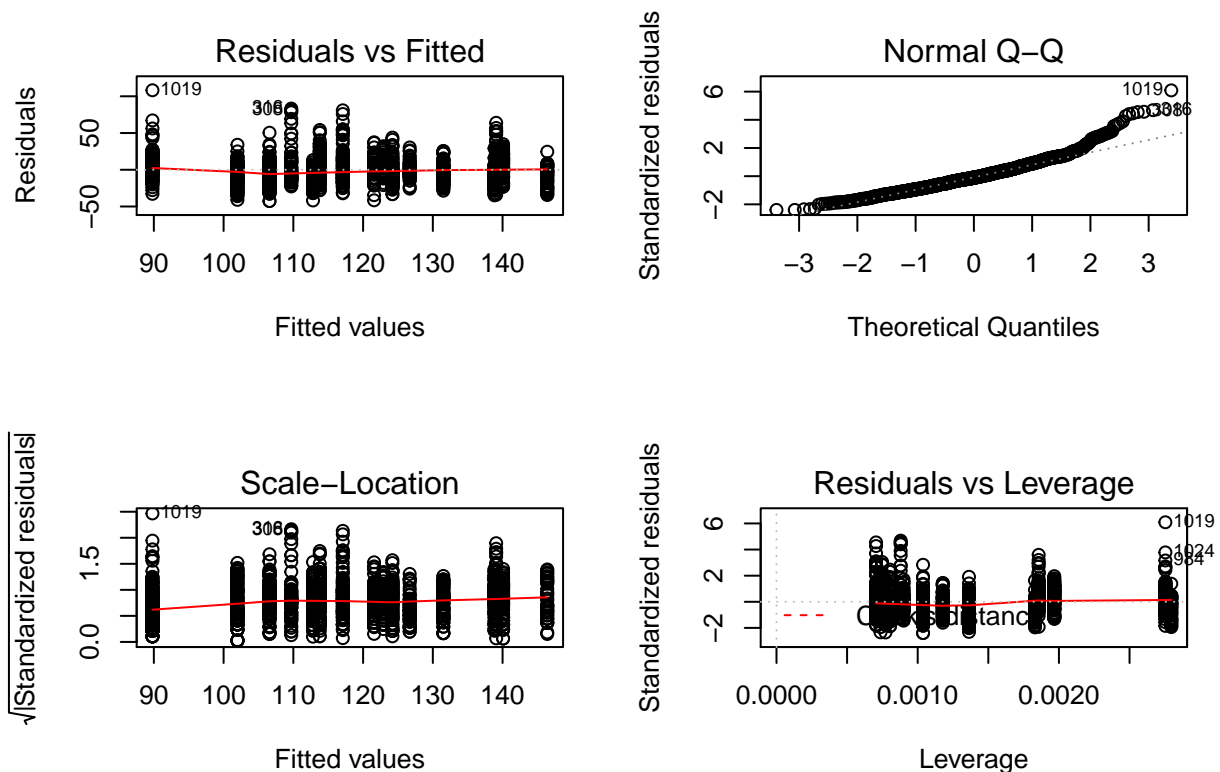 Residuals vs Fitted
Residuals
50
−50
1019
90 100 110 120 130 140
Fitted values
Normal Q−Q
Standardized residuals
6
2
−2
1019
−3 −2 −1 0 1 2 3
Theoretical Quantiles
Scale−Location
√|Standardized residuals|
1.5
0.0
1019
90 100 110 120 130 140
Fitted values
Residuals vs Leverage
Standardized residuals
6
2
−2
1019
1024
984
distance
0.0000 0.0010 0.0020
Leverage